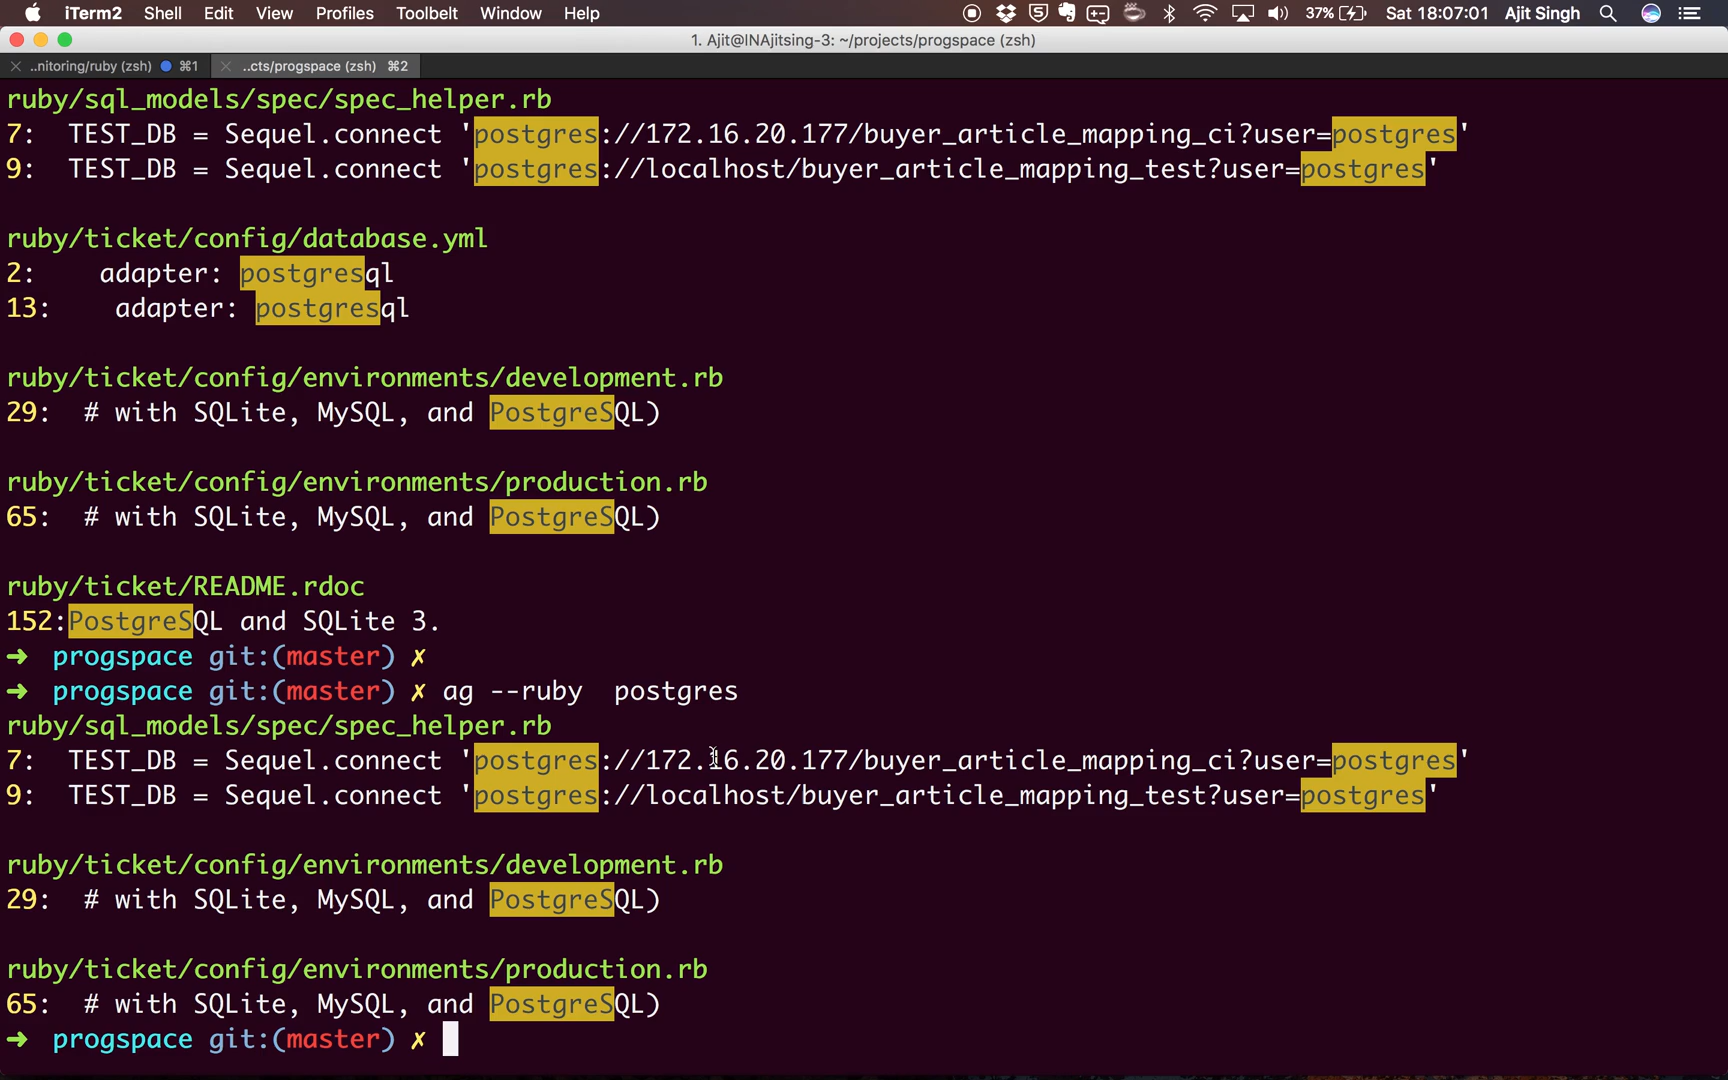 iTerm2 Shell Edit View Profiles Toolbelt Window Help 37% Sat 18:07:01 Ajit Singh
1. Ajit@INAjitsing-3: ~/projects/progspace (zsh)
..nitoring/ruby (zsh) ⌘1 ..cts/progspace (zsh) ⌘2
ruby/sql_models/spec/spec_helper.rb
7:  TEST_DB = Sequel.connect 'postgres://172.16.20.177/buyer_article_mapping_ci?user=postgres'
9:  TEST_DB = Sequel.connect 'postgres://localhost/buyer_article_mapping_test?user=postgres'
ruby/ticket/config/database.yml
2:    adapter: postgresql
13:    adapter: postgresql
ruby/ticket/config/environments/development.rb
29:  # with SQLite, MySQL, and PostgreSQL)
ruby/ticket/config/environments/production.rb
65:  # with SQLite, MySQL, and PostgreSQL)
ruby/ticket/README.rdoc
152:PostgreSQL and SQLite 3.
➜  progspace git:(master) ✗
➜  progspace git:(master) ✗ ag --ruby  postgres
ruby/sql_models/spec/spec_helper.rb
7:  TEST_DB = Sequel.connect 'postgres://172.16.20.177/buyer_article_mapping_ci?user=postgres'
9:  TEST_DB = Sequel.connect 'postgres://localhost/buyer_article_mapping_test?user=postgres'
ruby/ticket/config/environments/development.rb
29:  # with SQLite, MySQL, and PostgreSQL)
ruby/ticket/config/environments/production.rb
65:  # with SQLite, MySQL, and PostgreSQL)
➜  progspace git:(master) ✗